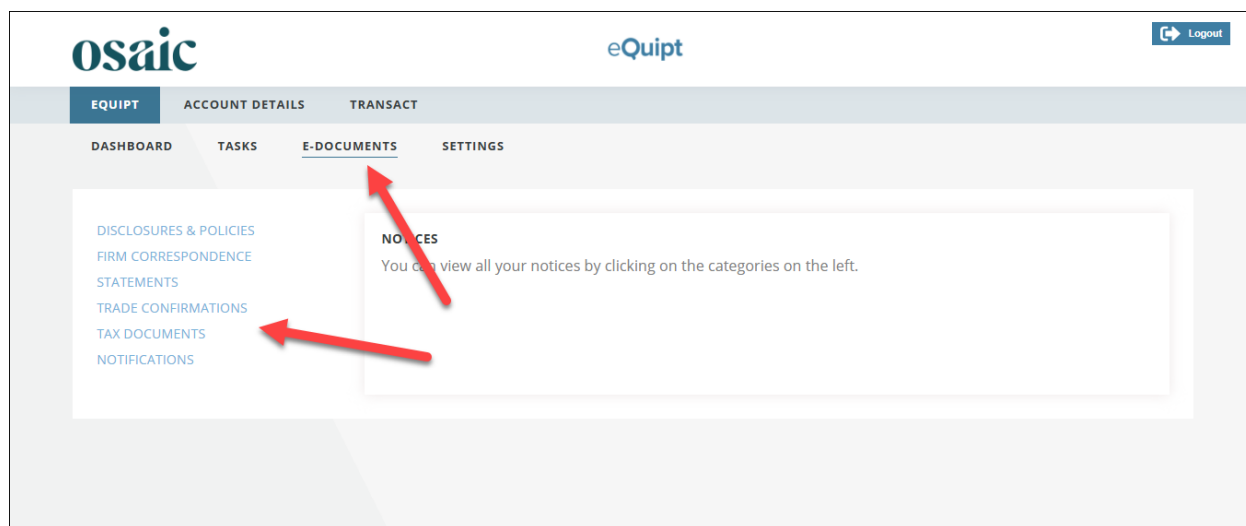 osaic
eQuipt
Logout
EQUIPT ACCOUNT DETAILS TRANSACT
DASHBOARD TASKS E-DOCUMENTS SETTINGS
DISCLOSURES & POLICIES
FIRM CORRESPONDENCE
STATEMENTS
TRADE CONFIRMATIONS
TAX DOCUMENTS
NOTIFICATIONS
NOTICES
You can view all your notices by clicking on the categories on the left.